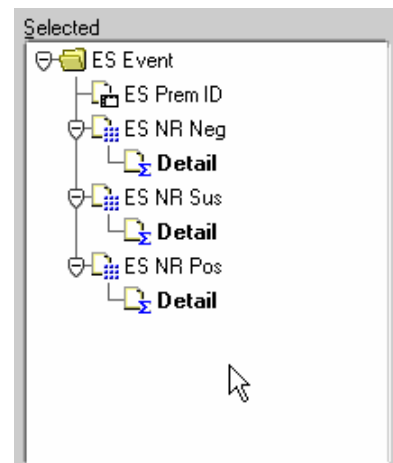 Selected
ES Event
ES Prem ID
ES NR Neg
Detail
ES NR Sus
Detail
ES NR Pos
Detail